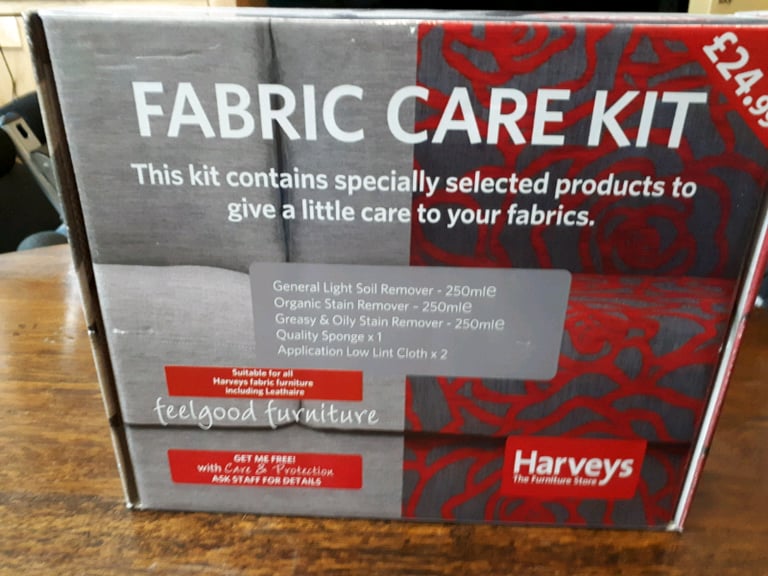 £24.99
FABRIC CARE KIT
This kit contains specially selected products to
give a little care to your fabrics.
General Light Soil Remover - 250ml℮
Organic Stain Remover - 250ml℮
Greasy & Oily Stain Remover - 250ml℮
Quality Sponge x 1
Application Low Lint Cloth x 2
Suitable for all
Harveys fabric furniture
including Leathaire
feelgood furniture
GET ME FREE!
with Care & Protection
ASK STAFF FOR DETAILS
Harveys
The Furniture Store